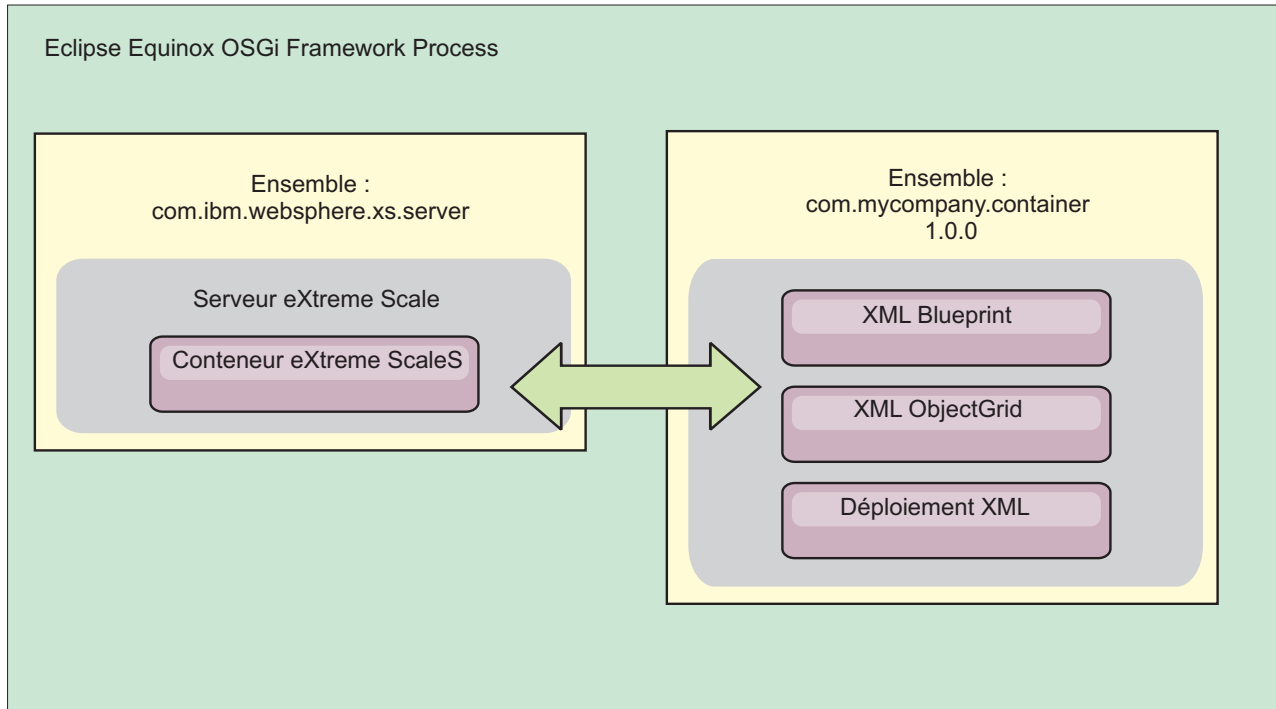 Eclipse Equinox OSGi Framework Process
Ensemble :
com.ibm.websphere.xs.server
Serveur eXtreme Scale
Conteneur eXtreme ScaleS
Ensemble :
com.mycompany.container
1.0.0
XML Blueprint
XML ObjectGrid
Déploiement XML